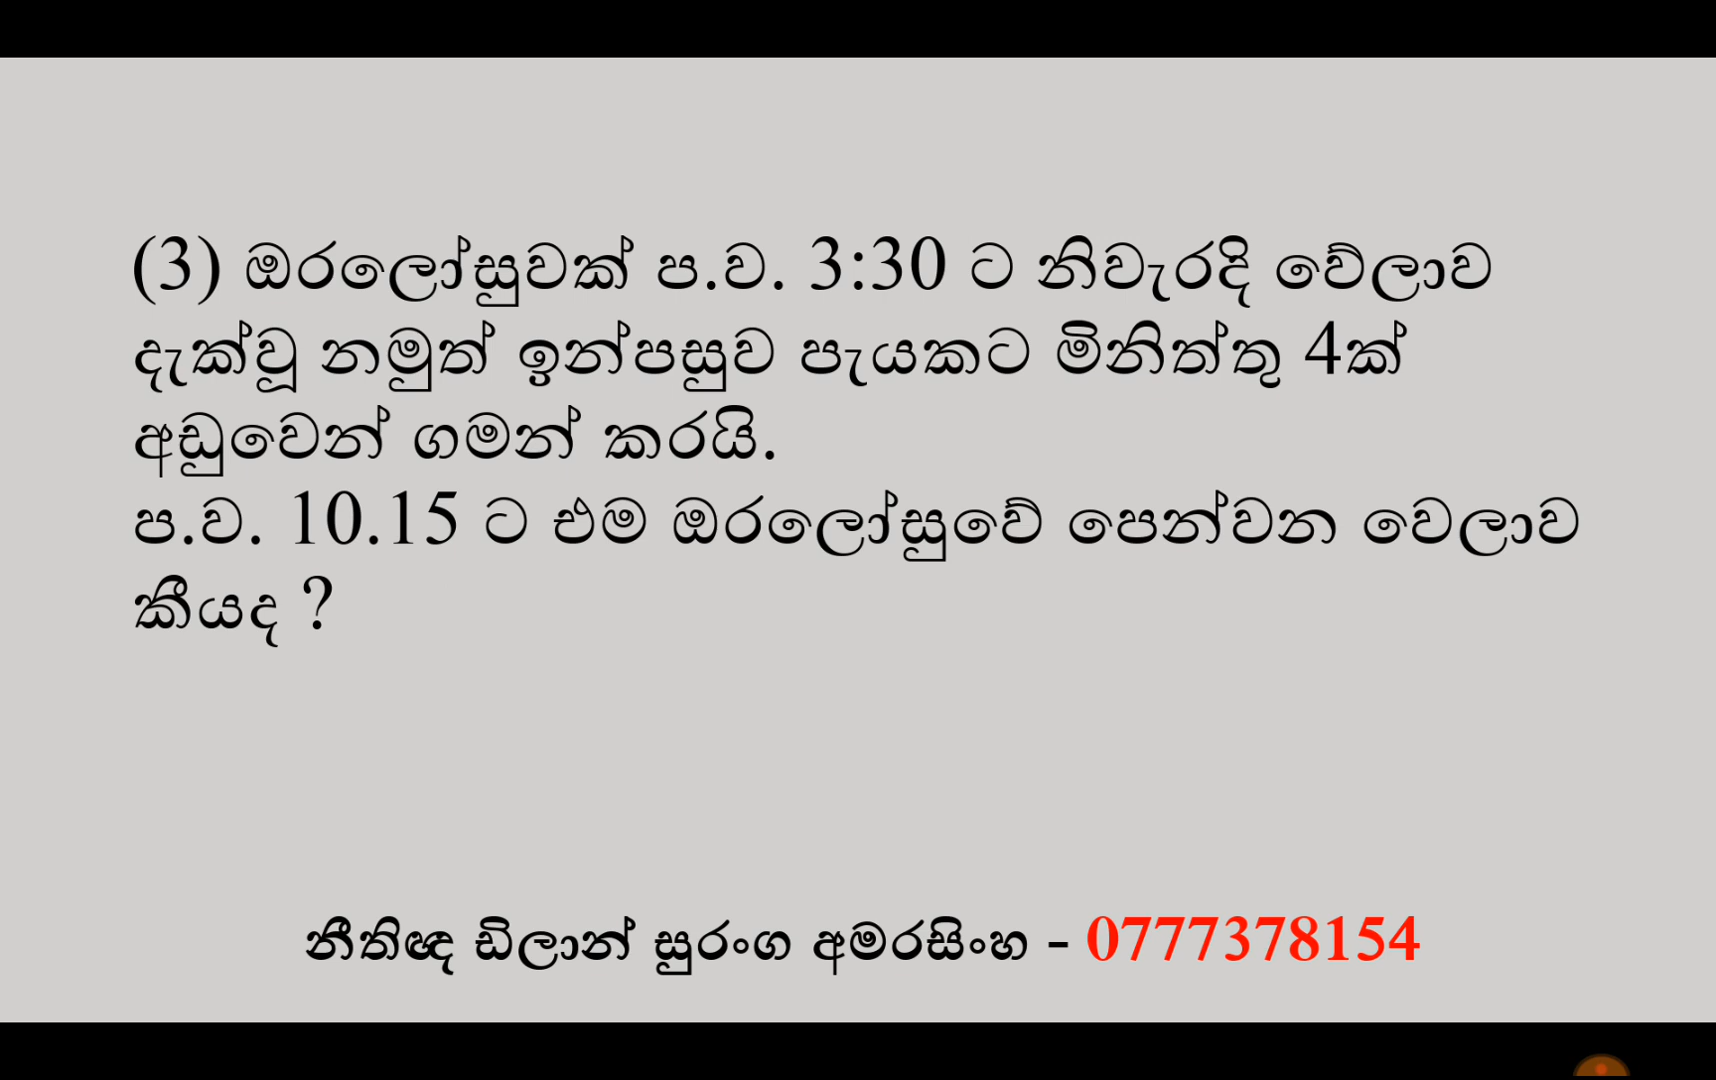 (3) ඔරලෝසුවක් ප.ව. 3:30 ට නිවැරදි වේලාව
දැක්වූ නමුත් ඉන්පසුව පැයකට මිනිත්තු 4ක්
අඩුවෙන් ගමන් කරයි.
ප.ව. 10.15 ට එම ඔරලෝසුවේ පෙන්වන වෙලාව
කීයද ?
නීතිඥ ඩිලාන් සුරංග අමරසිංහ - 0777378154